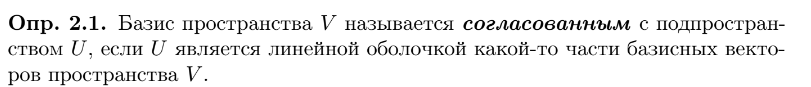 Опр. 2.1. Базис пространства V называется согласованным с подпростран-
ством U, если U является линейной оболочкой какой-то части базисных векто-
ров пространства V.